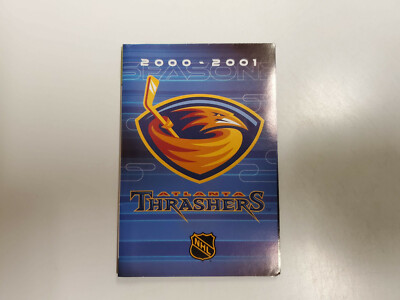 2000-2001
SEASON
ATLANTA
THRASHERS
NHL